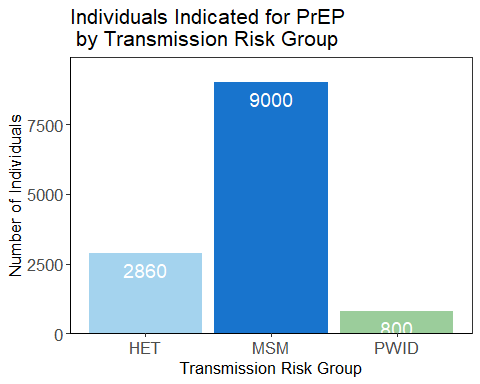 Individuals Indicated for PrEP
by Transmission Risk Group
Number of Individuals
7500
5000
2500
0
9000
2860
800
HET
MSM
PWID
Transmission Risk Group